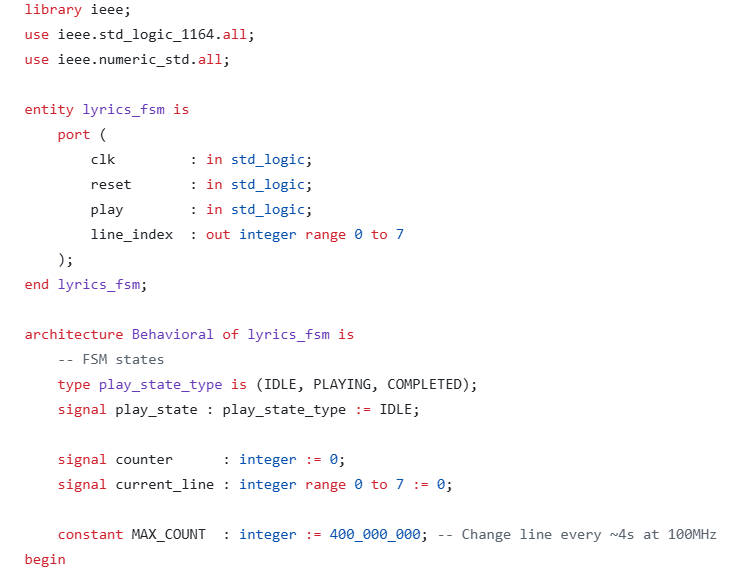 library ieee;
use ieee.std_logic_1164.all;
use ieee.numeric_std.all;

entity lyrics_fsm is
    port (
        clk         : in std_logic;
        reset       : in std_logic;
        play        : in std_logic;
        line_index  : out integer range 0 to 7
    );
end lyrics_fsm;

architecture Behavioral of lyrics_fsm is
    -- FSM states
    type play_state_type is (IDLE, PLAYING, COMPLETED);
    signal play_state : play_state_type := IDLE;

    signal counter      : integer := 0;
    signal current_line : integer range 0 to 7 := 0;

    constant MAX_COUNT  : integer := 400_000_000; -- Change line every ~4s at 100MHz
begin